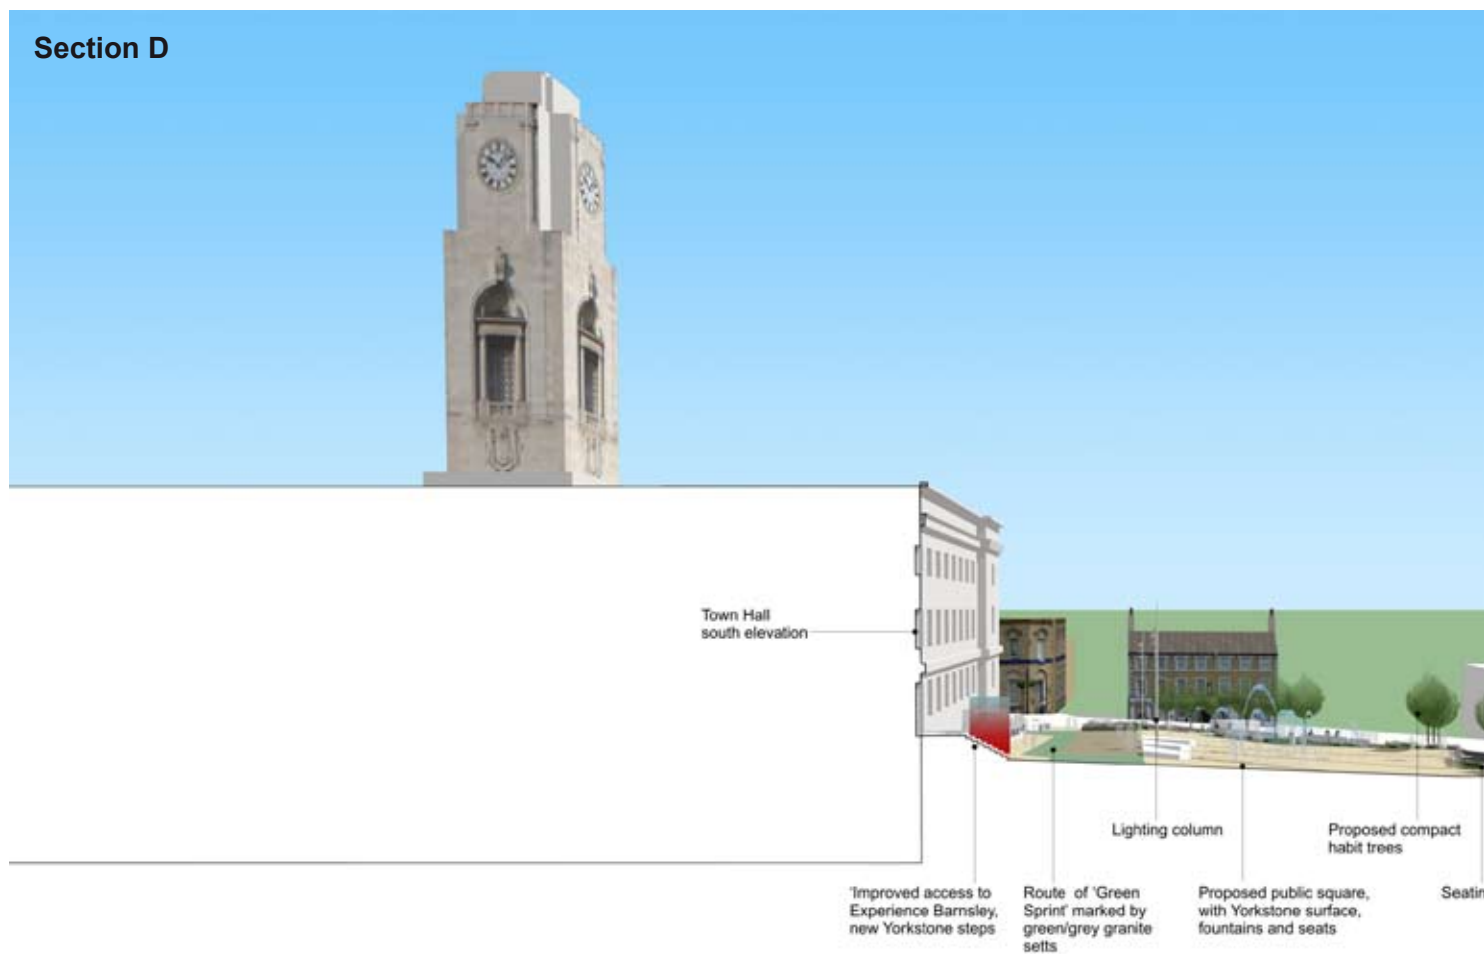 Section D
Town Hall
south elevation
Lighting column
Proposed compact
habit trees
'Improved access to
Experience Barnsley,
new Yorkstone steps
Route of 'Green
Sprint' marked by
green/grey granite
setts
Proposed public square,
with Yorkstone surface,
fountains and seats
Seatin